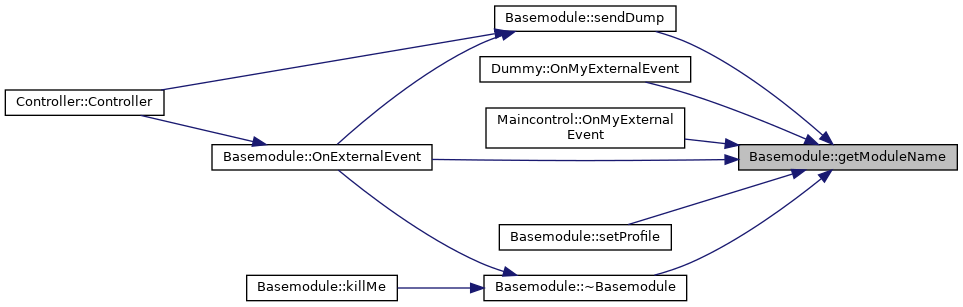 Basemodule::sendDump
Dummy::OnMyExternalEvent
Controller::Controller
Maincontrol::OnMyExternal
Event
Basemodule::OnExternalEvent
Basemodule::getModuleName
Basemodule::setProfile
Basemodule::killMe
Basemodule::~Basemodule